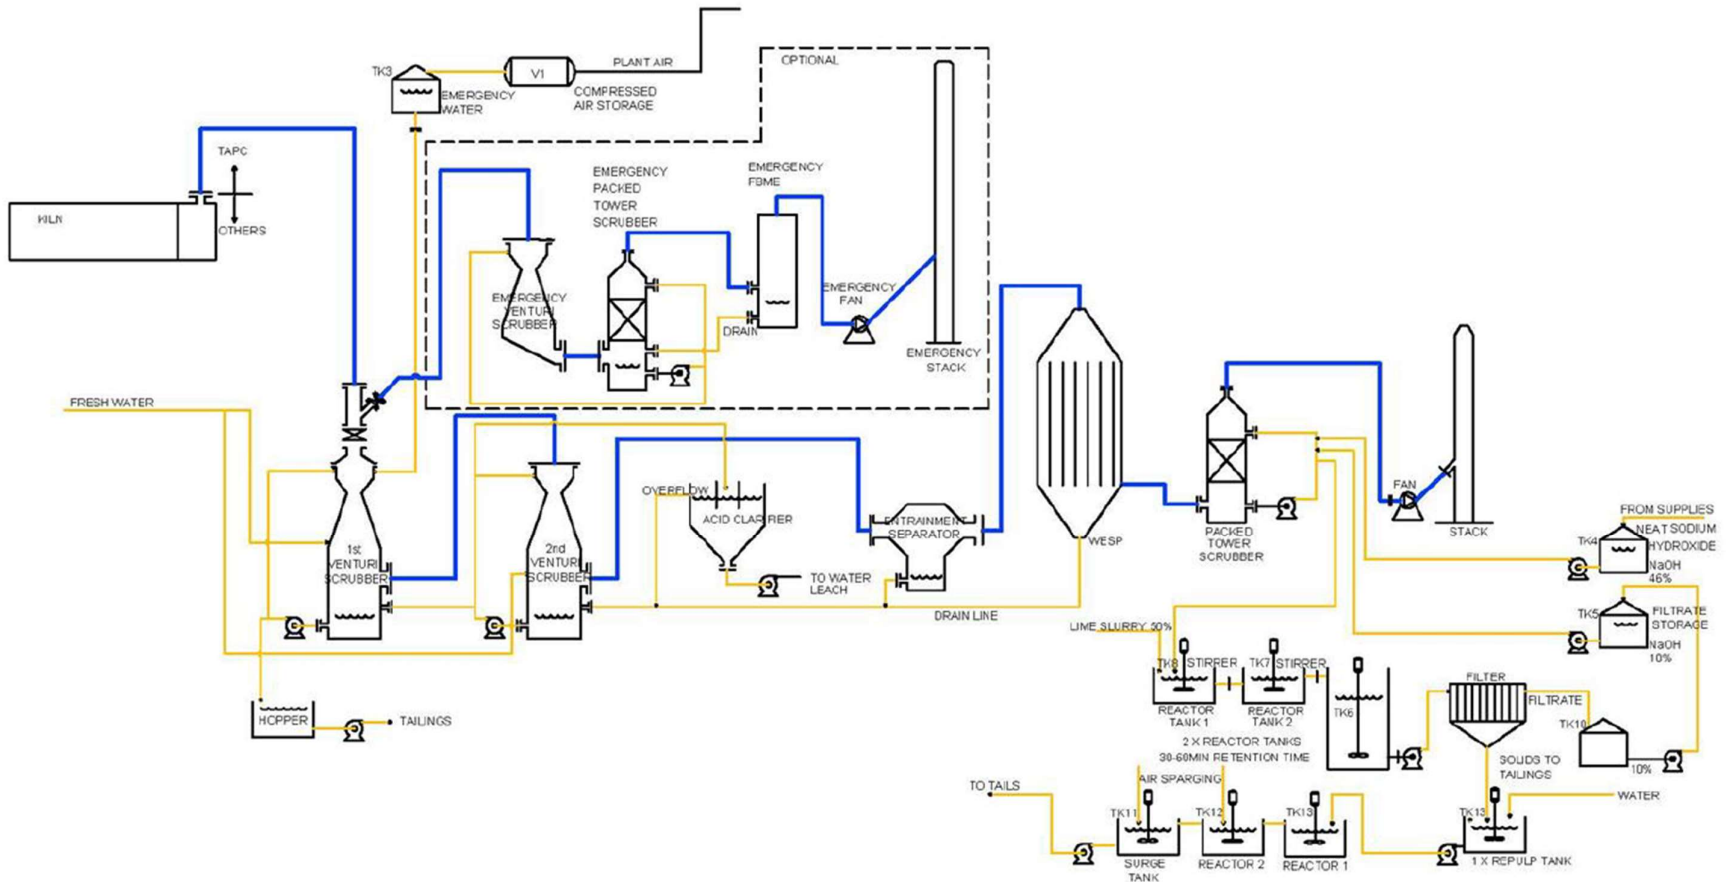 OPTIONAL
PLANT AIR
TK3
V1
EMERGENCY
WATER
COMPRESSED
AIR STORAGE
TAPC
KILN
OTHERS
EMERGENCY
PACKED
TOWER
SCRUBBER
EMERGENCY
FBME
EMERGENCY
VENTURI
SCRUBBER
DRAIN
EMERGENCY
FAN
EMERGENCY
STACK
FRESH WATER
OVERFLOW
ACID CLARIFIER
1st
VENTURI
SCRUBBER
2nd
VENTURI
SCRUBBER
TO WATER
LEACH
ENTRAINMENT
SEPARATOR
DRAIN LINE
WESP
PACKED
TOWER
SCRUBBER
FAN
STACK
FROM SUPPLIES
TK4
NEAT SODIUM
HYDROXIDE
NaOH
46%
TK5
FILTRATE
STORAGE
NaOH
10%
HOPPER
TAILINGS
LIME SLURRY 50%
TK8
STIRRER
TK7
STIRRER
REACTOR
TANK 1
REACTOR
TANK 2
TK6
2 X REACTOR TANKS
30-60MIN RETENTION TIME
FILTER
FILTRATE
TK10
10%
SOLIDS TO
TAILINGS
TO TAILS
AIR SPARGING
TK11
TK12
TK13
TK13
WATER
SURGE
TANK
REACTOR 2
REACTOR 1
1 X REPULP TANK